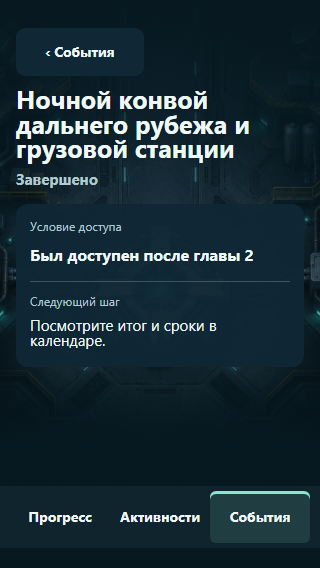 ‹ События
Ночной конвой
дальнего рубежа и
грузовой станции
Завершено
Условие доступа
Был доступен после главы 2
Следующий шаг
Посмотрите итог и сроки в
календаре.
Прогресс
Активности
События